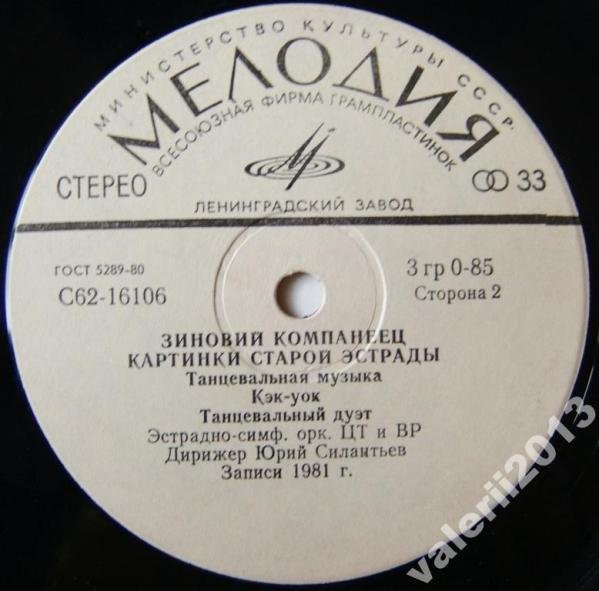 МИНИСТЕРСТВО КУЛЬТУРЫ СССР.
МЕЛОДИЯ
ВСЕСОЮЗНАЯ ФИРМА ГРАМПЛАСТИНОК
СТЕРЕО
33
ЛЕНИНГРАДСКИЙ ЗАВОД
ГОСТ 5289-80
3 гр 0-85
С62-16106
Сторона 2
ЗИНОВИЙ КОМПАНЕЕЦ
КАРТИНКИ СТАРОЙ ЭСТРАДЫ
Танцевальная музыка
Кэк-уок
Танцевальный дуэт
Эстрадно-симф. орк. ЦТ и ВР
Дирижер Юрий Силантьев
Записи 1981 г.
valerii2013